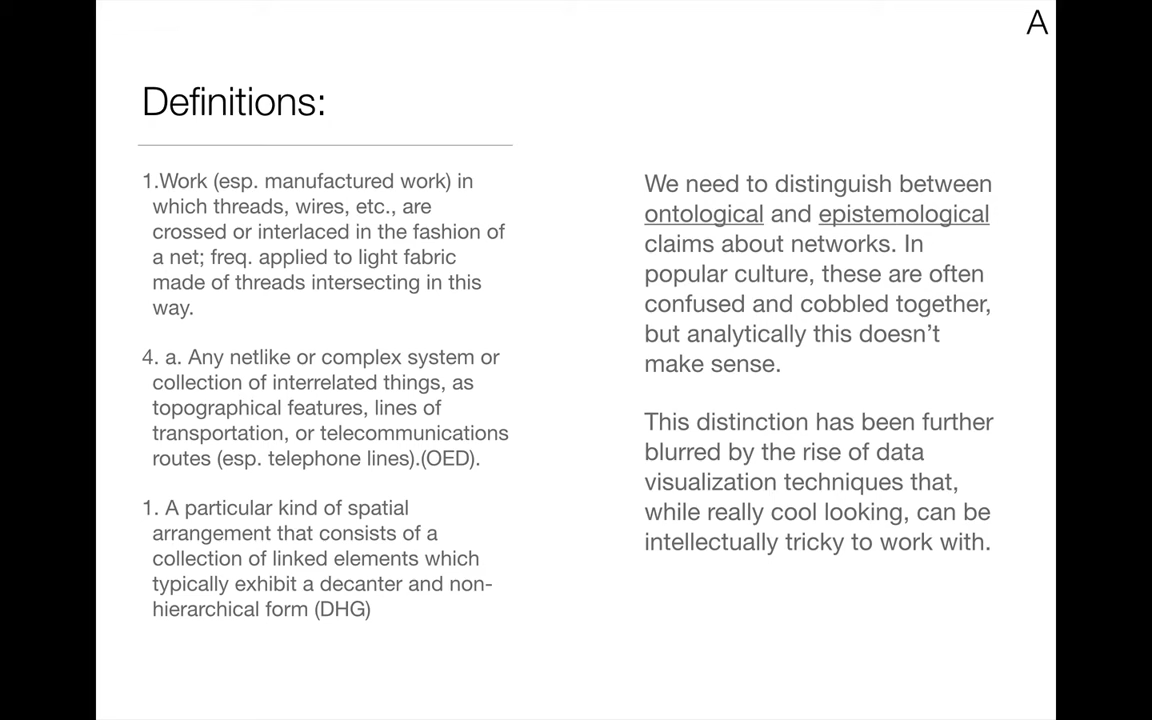 A
Definitions:
1.Work (esp. manufactured work) in
which threads, wires, etc., are
crossed or interlaced in the fashion of
a net; freq. applied to light fabric
made of threads intersecting in this
way.
4. a. Any netlike or complex system or
collection of interrelated things, as
topographical features, lines of
transportation, or telecommunications
routes (esp. telephone lines).(OED).
1. A particular kind of spatial
arrangement that consists of a
collection of linked elements which
typically exhibit a decanter and non-
hierarchical form (DHG)
We need to distinguish between
ontological and epistemological
claims about networks. In
popular culture, these are often
confused and cobbled together,
but analytically this doesn’t
make sense.
This distinction has been further
blurred by the rise of data
visualization techniques that,
while really cool looking, can be
intellectually tricky to work with.